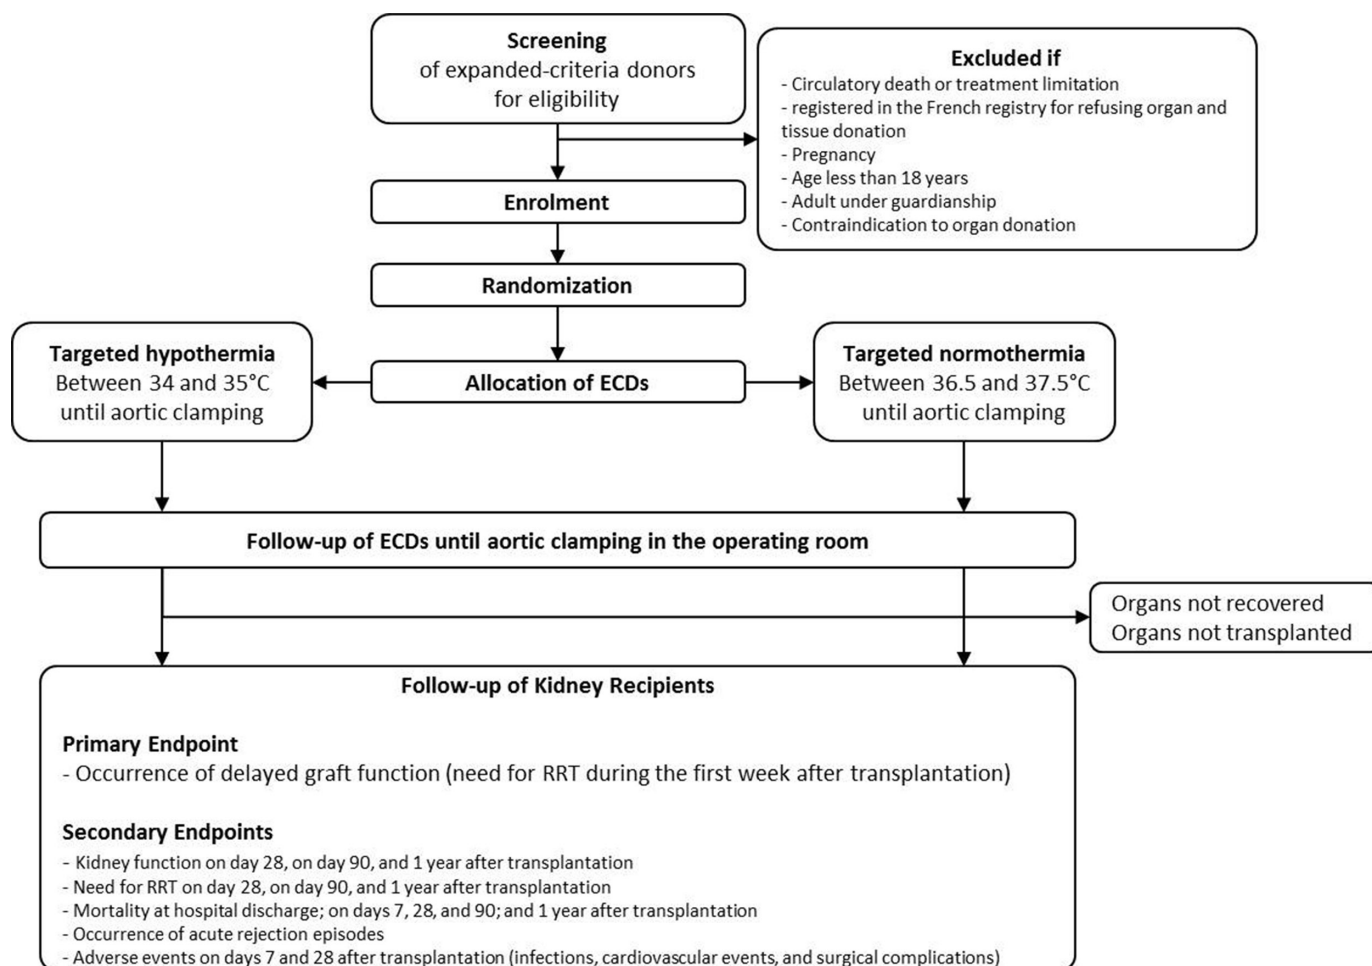 Screening
of expanded-criteria donors
for eligibility
Excluded if
- Circulatory death or treatment limitation
- registered in the French registry for refusing organ and
tissue donation
- Pregnancy
- Age less than 18 years
- Adult under guardianship
- Contraindication to organ donation
Enrolment
Randomization
Allocation of ECDs
Targeted hypothermia
Between 34 and 35°C
until aortic clamping
Targeted normothermia
Between 36.5 and 37.5°C
until aortic clamping
Follow-up of ECDs until aortic clamping in the operating room
Organs not recovered
Organs not transplanted
Follow-up of Kidney Recipients
Primary Endpoint
- Occurrence of delayed graft function (need for RRT during the first week after transplantation)
Secondary Endpoints
- Kidney function on day 28, on day 90, and 1 year after transplantation
- Need for RRT on day 28, on day 90, and 1 year after transplantation
- Mortality at hospital discharge; on days 7, 28, and 90; and 1 year after transplantation
- Occurrence of acute rejection episodes
- Adverse events on days 7 and 28 after transplantation (infections, cardiovascular events, and surgical complications)